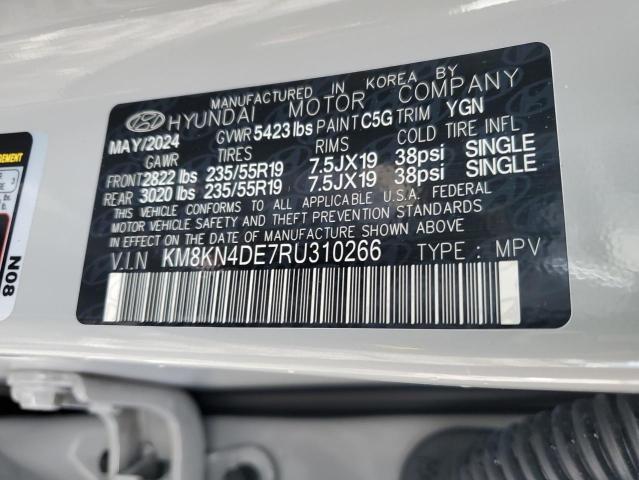 MANUFACTURED IN KOREA BY
HYUNDAI MOTOR COMPANY
MAY/2024 GVWR 5423 lbs PAINT C5G TRIM YGN
GAWR TIRES RIMS COLD TIRE INFL
FRONT 2822 lbs 235/55R19 7.5JX19 38psi SINGLE
REAR 3020 lbs 235/55R19 7.5JX19 38psi SINGLE
THIS VEHICLE CONFORMS TO ALL APPLICABLE U.S.A. FEDERAL
MOTOR VEHICLE SAFETY AND THEFT PREVENTION STANDARDS
IN EFFECT ON THE DATE OF MANUFACTURE SHOWN ABOVE.
V.I.N KM8KN4DE7RU310266 TYPE : MPV
N08